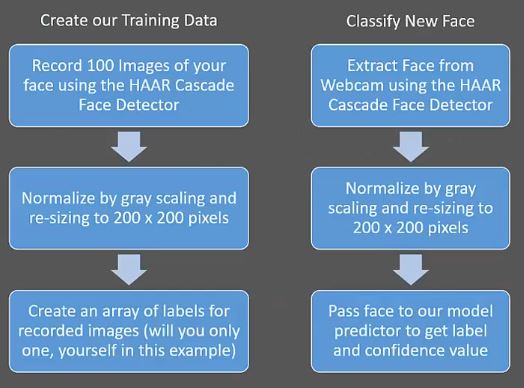 Create our Training Data
Record 100 Images of your
face using the HAAR Cascade
Face Detector
Normalize by gray scaling and
re-sizing to 200 x 200 pixels
Create an array of labels for
recorded images (will you only
one, yourself in this example)
Classify New Face
Extract Face from
Webcam using the HAAR
Cascade Face Detector
Normalize by gray
scaling and re-sizing to
200 x 200 pixels
Pass face to our model
predictor to get label
and confidence value